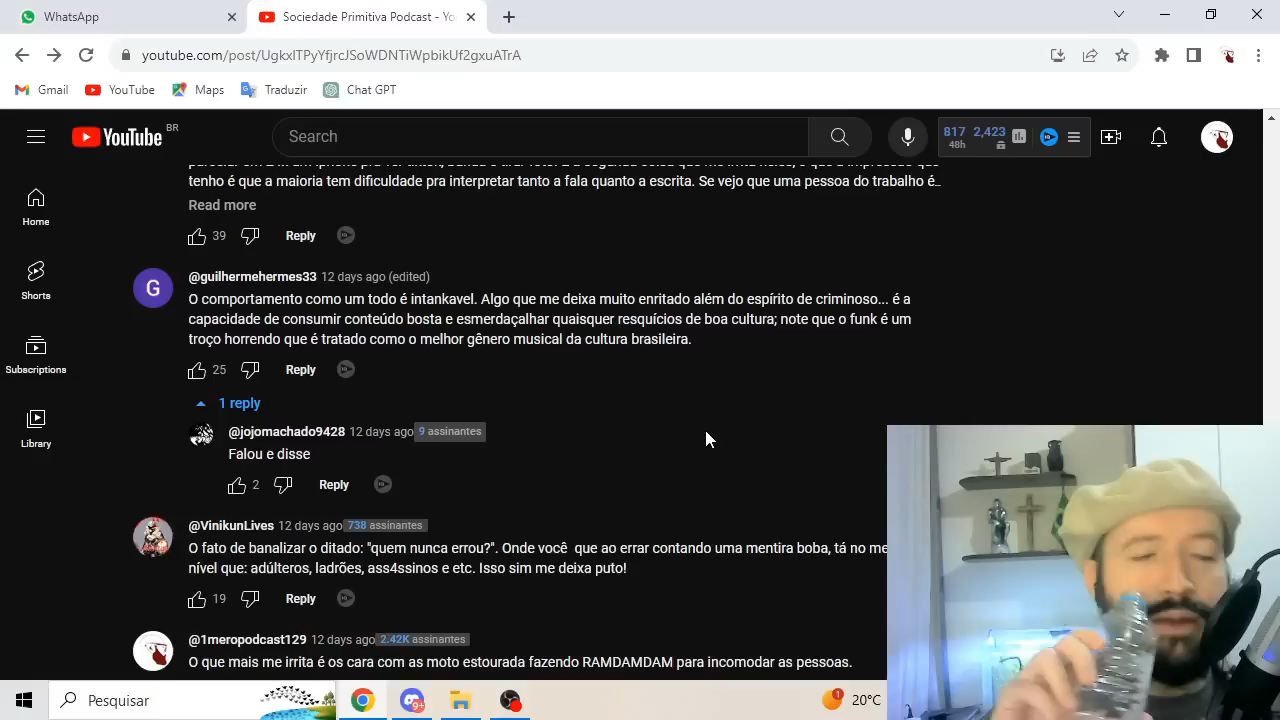 WhatsApp
Sociedade Primitiva Podcast - Yo
youtube.com/post/UgkxlTPyYfjrcJSoWDNTiWpbikUf2gxuATrA
Gmail YouTube Maps Traduzir Chat GPT
YouTube BR
Search
817 2,423
48h
tenho é que a maioria tem dificuldade pra interpretar tanto a fala quanto a escrita. Se vejo que uma pessoa do trabalho é...
Read more
39 Reply
Home
Shorts
Subscriptions
Library
G
@guilhermehermes33 12 days ago (edited)
O comportamento como um todo é intankavel. Algo que me deixa muito enritado além do espírito de criminoso... é a
capacidade de consumir conteúdo bosta e esmerdaçalhar quaisquer resquícios de boa cultura; note que o funk é um
troço horrendo que é tratado como o melhor gênero musical da cultura brasileira.
25 Reply
1 reply
@jojomachado9428 12 days ago 9 assinantes
Falou e disse
2 Reply
@VinikunLives 12 days ago 738 assinantes
O fato de banalizar o ditado: "quem nunca errou?". Onde você que ao errar contando uma mentira boba, tá no me
nível que: adúlteros, ladrões, ass4ssinos e etc. Isso sim me deixa puto!
19 Reply
@1meropodcast129 12 days ago 2.42K assinantes
O que mais me irrita é os cara com as moto estourada fazendo RAMDAMDAM para incomodar as pessoas.
Pesquisar
9+
1
20°C